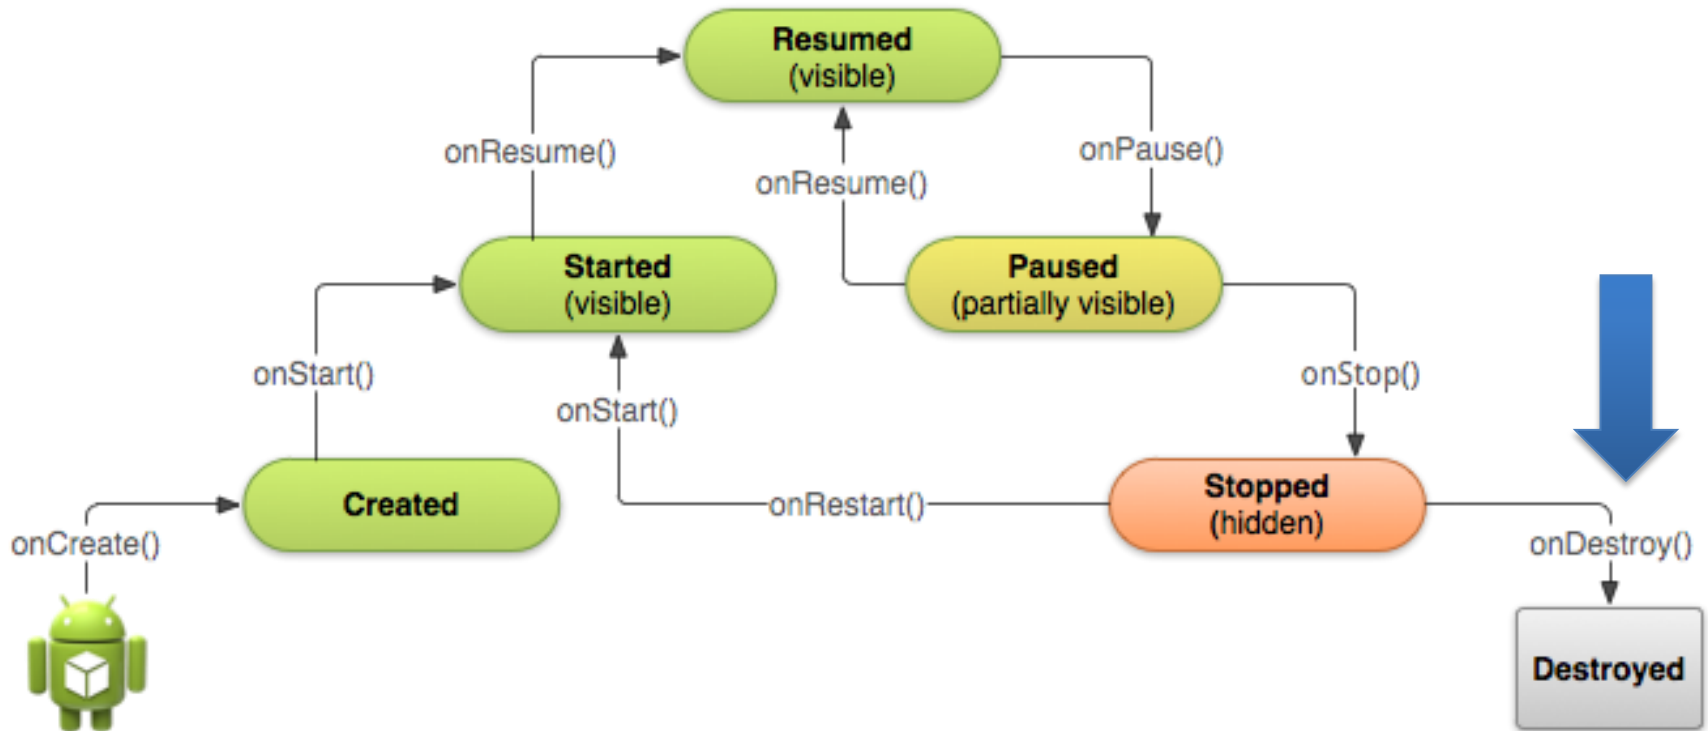 Resumed
(visible)
onResume()
onPause()
onResume()
Started
(visible)
Paused
(partially visible)
onStart()
onStop()
onStart()
Created
Stopped
(hidden)
onRestart()
onCreate()
onDestroy()
Destroyed